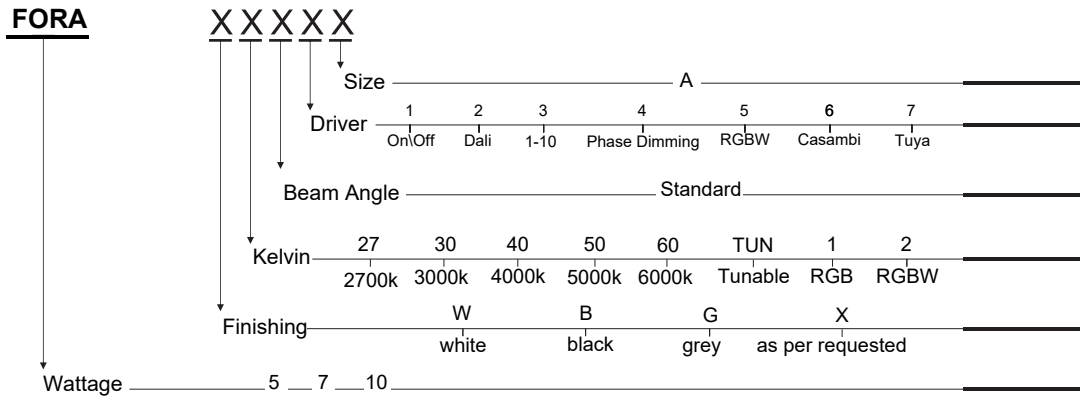 FORA X X X X X
Size A
1 2 3 4 5 6 7
Driver On\Off Dali 1-10 Phase Dimming RGBW Casambi Tuya
Beam Angle Standard
27 30 40 50 60 TUN 1 2
Kelvin 2700k 3000k 4000k 5000k 6000k Tunable RGB RGBW
W B G X
Finishing white black grey as per requested
Wattage 5 7 10